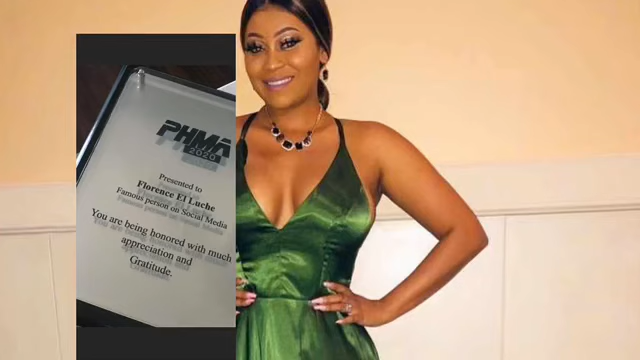 PHMA
2020
Presented to
Florence El Luche
Famous person on Social Media
You are being honored with much
appreciation and
Gratitude.